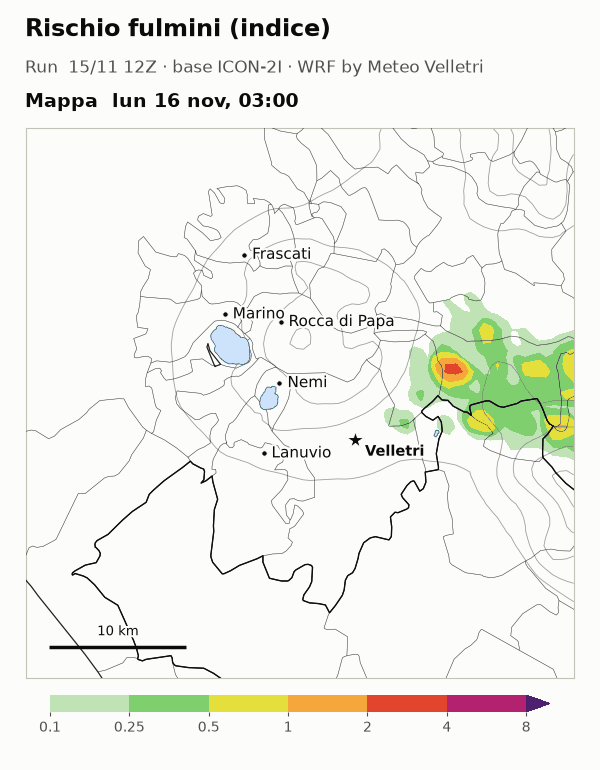 Rischio fulmini (indice)
Run  15/11 12Z · base ICON-2I · WRF by Meteo Velletri
Mappa  lun 16 nov, 03:00
Frascati
Marino
Rocca di Papa
Nemi
Velletri
Lanuvio
10 km
0.1 0.25 0.5 1 2 4 8